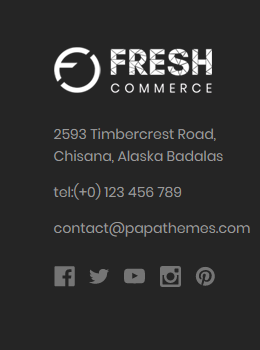 FRESH
COMMERCE
2593 Timbercrest Road,
Chisana, Alaska Badalas
tel:(+0) 123 456 789
contact@papathemes.com